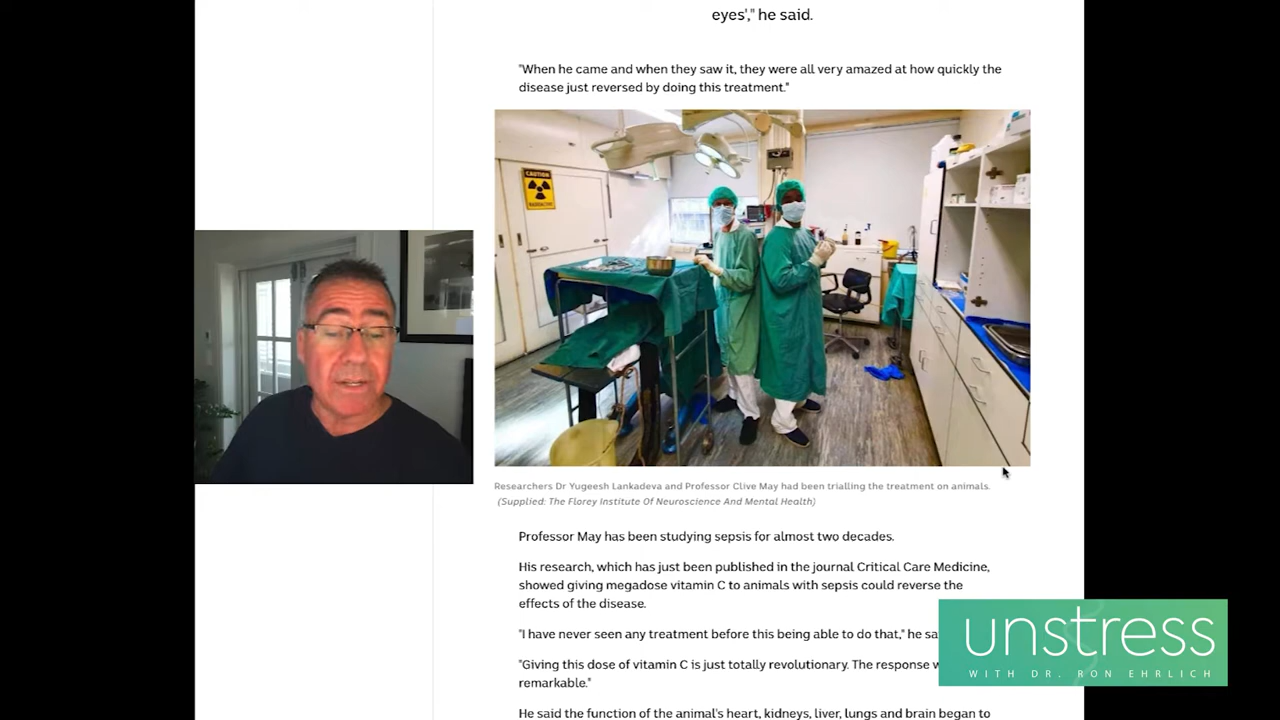 eyes'," he said.
"When he came and when they saw it, they were all very amazed at how quickly the
disease just reversed by doing this treatment."
CAUTION
RADIOACTIVE
Researchers Dr Yugeesh Lankadeva and Professor Clive May had been trialling the treatment on animals.
(Supplied: The Florey Institute Of Neuroscience And Mental Health)
Professor May has been studying sepsis for almost two decades.
His research, which has just been published in the journal Critical Care Medicine,
showed giving megadose vitamin C to animals with sepsis could reverse the
effects of the disease.
"I have never seen any treatment before this being able to do that," he
"Giving this dose of vitamin C is just totally revolutionary. The response
remarkable."
He said the function of the animal's heart, kidneys, liver, lungs and brain began to
unstress
WITH DR. RON EHRLICH